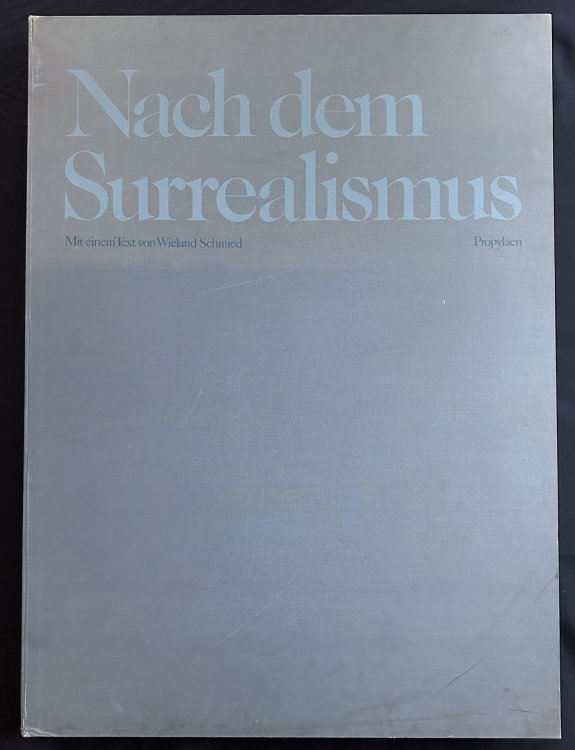 Nach dem
Surrealismus
Mit einem Text von Wieland Schmied Propyläen